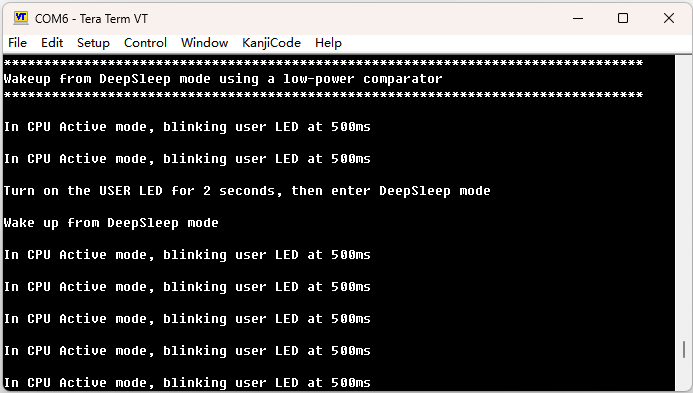 COM6 - Tera Term VT
File Edit Setup Control Window KanjiCode Help
********************************************************************************
Wakeup from DeepSleep mode using a low-power comparator
********************************************************************************
In CPU Active mode, blinking user LED at 500ms
In CPU Active mode, blinking user LED at 500ms
Turn on the USER LED for 2 seconds, then enter DeepSleep mode
Wake up from DeepSleep mode
In CPU Active mode, blinking user LED at 500ms
In CPU Active mode, blinking user LED at 500ms
In CPU Active mode, blinking user LED at 500ms
In CPU Active mode, blinking user LED at 500ms
In CPU Active mode, blinking user LED at 500ms